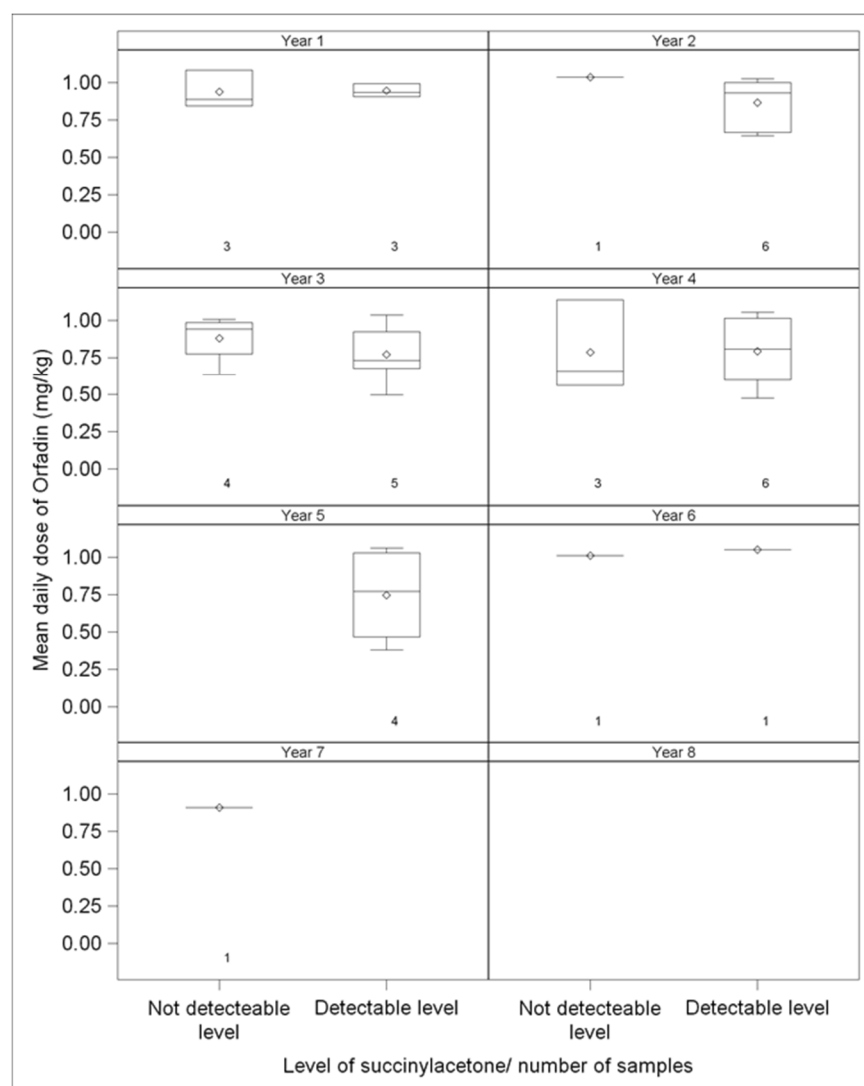 Year 1
Year 2
1.00
0.75
0.50
0.25
0.00
3
3
1
6
Year 3
Year 4
1.00
0.75
0.50
0.25
0.00
4
5
3
6
Year 5
Year 6
1.00
0.75
0.50
0.25
0.00
4
1
1
Year 7
Year 8
1.00
0.75
0.50
0.25
0.00
1
Mean daily dose of Orfadin (mg/kg)
Not detecteable
level
Detectable level
Not detecteable
level
Detectable level
Level of succinylacetone/ number of samples